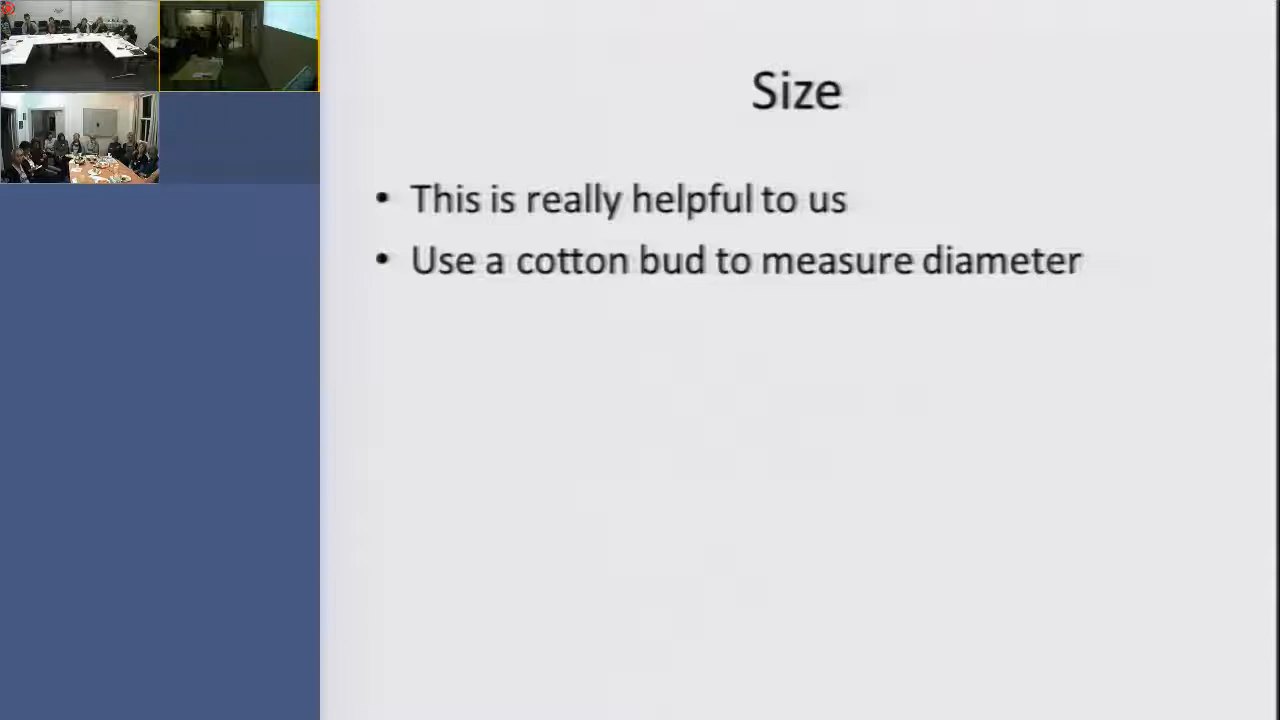 Size
• This is really helpful to us
• Use a cotton bud to measure diameter